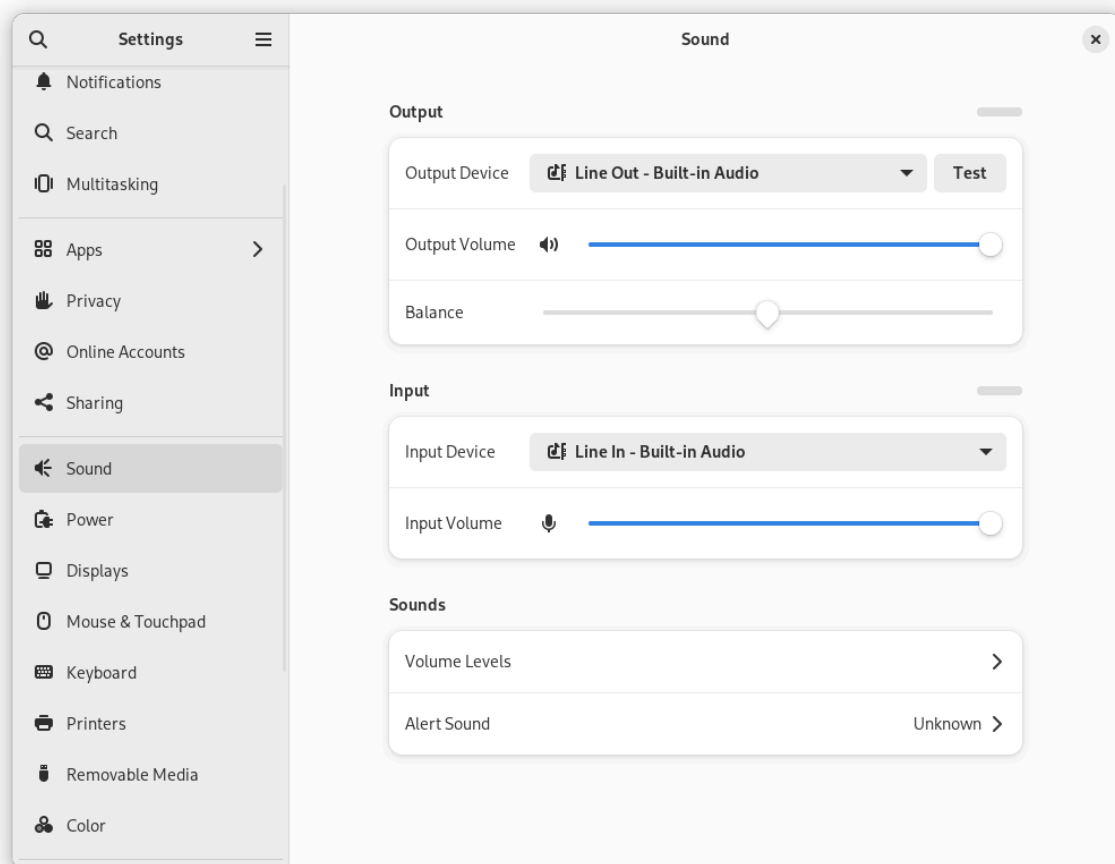 Settings
Sound
Notifications
Search
Multitasking
Apps
Privacy
Online Accounts
Sharing
Sound
Power
Displays
Mouse & Touchpad
Keyboard
Printers
Removable Media
Color
Output
Output Device
Line Out - Built-in Audio
Test
Output Volume
Balance
Input
Input Device
Line In - Built-in Audio
Input Volume
Sounds
Volume Levels
Alert Sound
Unknown